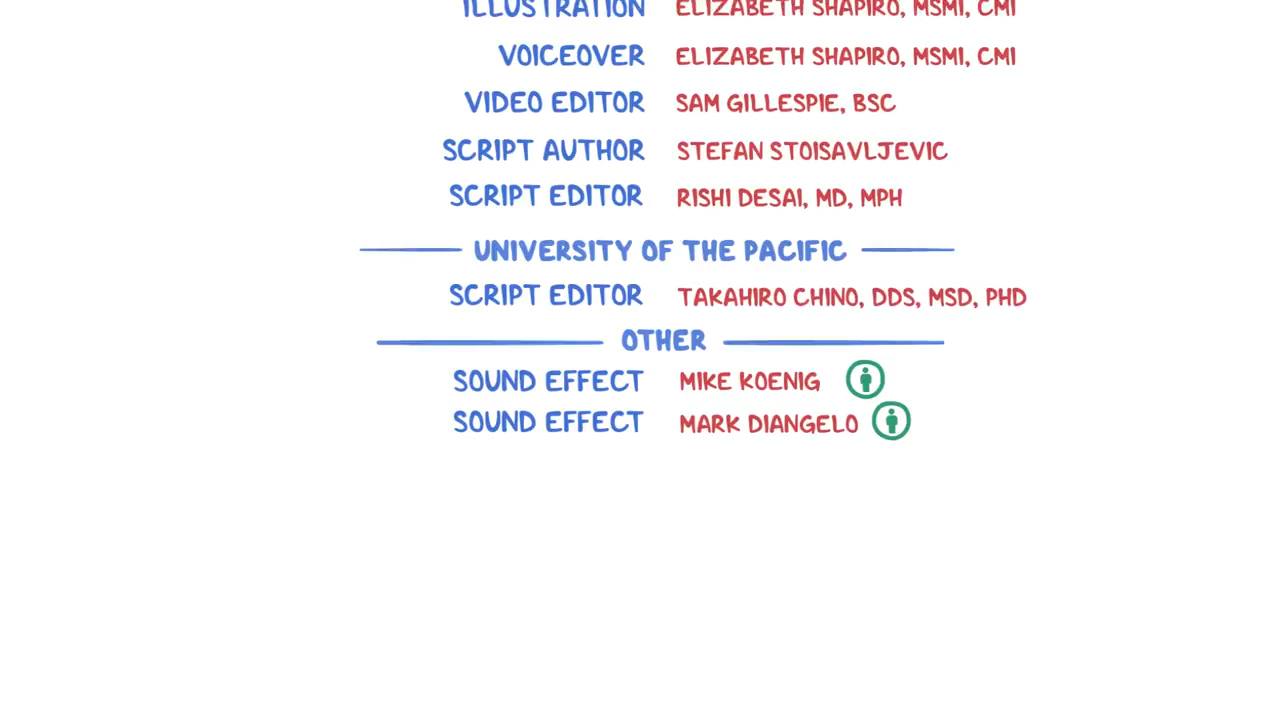 ILLUSTRATION ELIZABETH SHAPIRO, MSMI, CMI
VOICEOVER ELIZABETH SHAPIRO, MSMI, CMI
VIDEO EDITOR SAM GILLESPIE, BSC
SCRIPT AUTHOR STEFAN STOISAVLJEVIC
SCRIPT EDITOR RISHI DESAI, MD, MPH
UNIVERSITY OF THE PACIFIC
SCRIPT EDITOR TAKAHIRO CHINO, DDS, MSD, PHD
OTHER
SOUND EFFECT MIKE KOENIG
SOUND EFFECT MARK DIANGELO